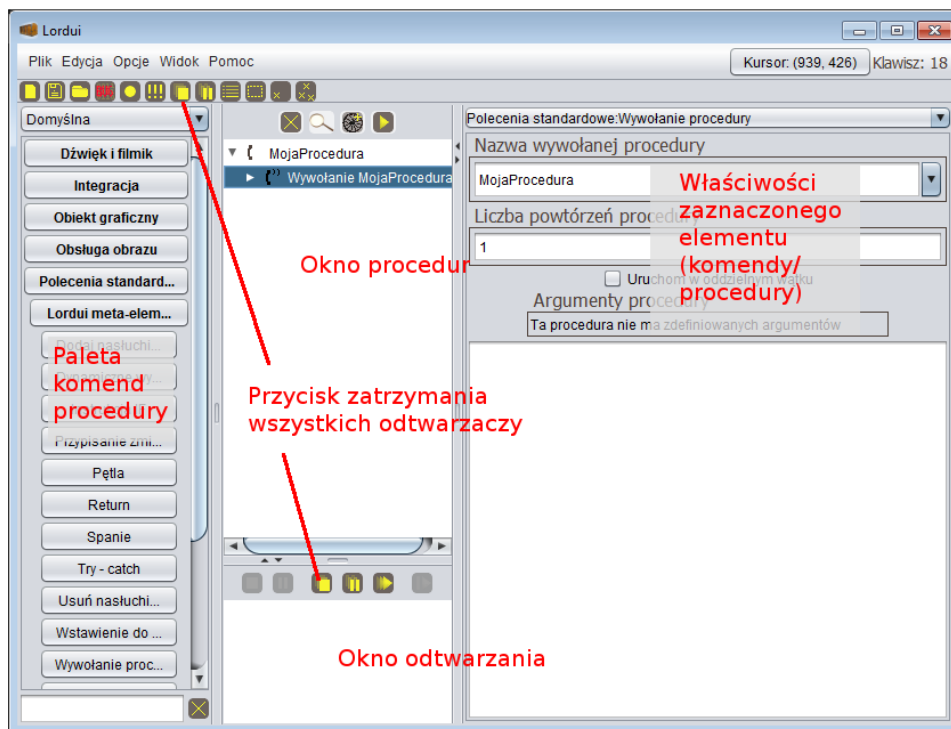 Lordui
Plik Edycja Opcje Widok Pomoc
Kursor: (939, 426)
Klawisz: 18
Domyślna
Dźwięk i filmik
Integracja
Obiekt graficzny
Obsługa obrazu
Polecenia standard...
Lordui meta-elem...
Dodaj nasłuchi...
Przypisanie zmi...
Pętla
Return
Spanie
Try - catch
Usuń nasłuchi...
Wstawienie do ...
Wywołanie proc...
Paleta
komend
procedury
MojaProcedura
Wywołanie MojaProcedura
Okno procedur
Przycisk zatrzymania
wszystkich odtwarzaczy
Okno odtwarzania
Polecenia standardowe:Wywołanie procedury
Nazwa wywołanej procedury
MojaProcedura
Liczba powtórzeń procedury
1
Uruchom w oddzielnym wątku
Argumenty procedury
Ta procedura nie ma zdefiniowanych argumentów
Właściwości
zaznaczonego
elementu
(komendy/
procedury)